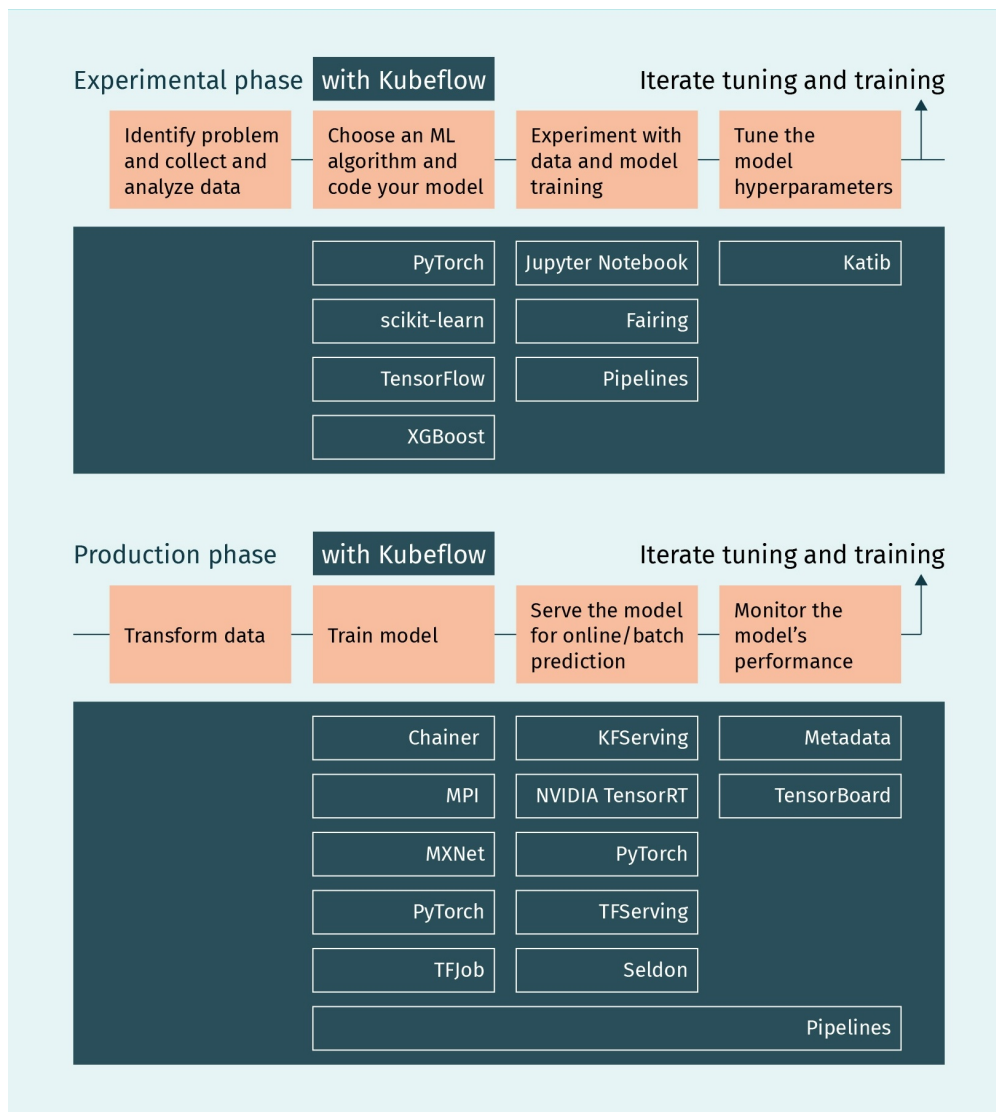 Experimental phase with Kubeflow
Iterate tuning and training
Identify problem
and collect and
analyze data
Choose an ML
algorithm and
code your model
Experiment with
data and model
training
Tune the
model
hyperparameters
PyTorch
scikit-learn
TensorFlow
XGBoost
Jupyter Notebook
Fairing
Pipelines
Katib
Production phase with Kubeflow
Iterate tuning and training
Transform data
Train model
Serve the model
for online/batch
prediction
Monitor the
model’s
performance
Chainer
MPI
MXNet
PyTorch
TFJob
KFServing
NVIDIA TensorRT
PyTorch
TFServing
Seldon
Metadata
TensorBoard
Pipelines